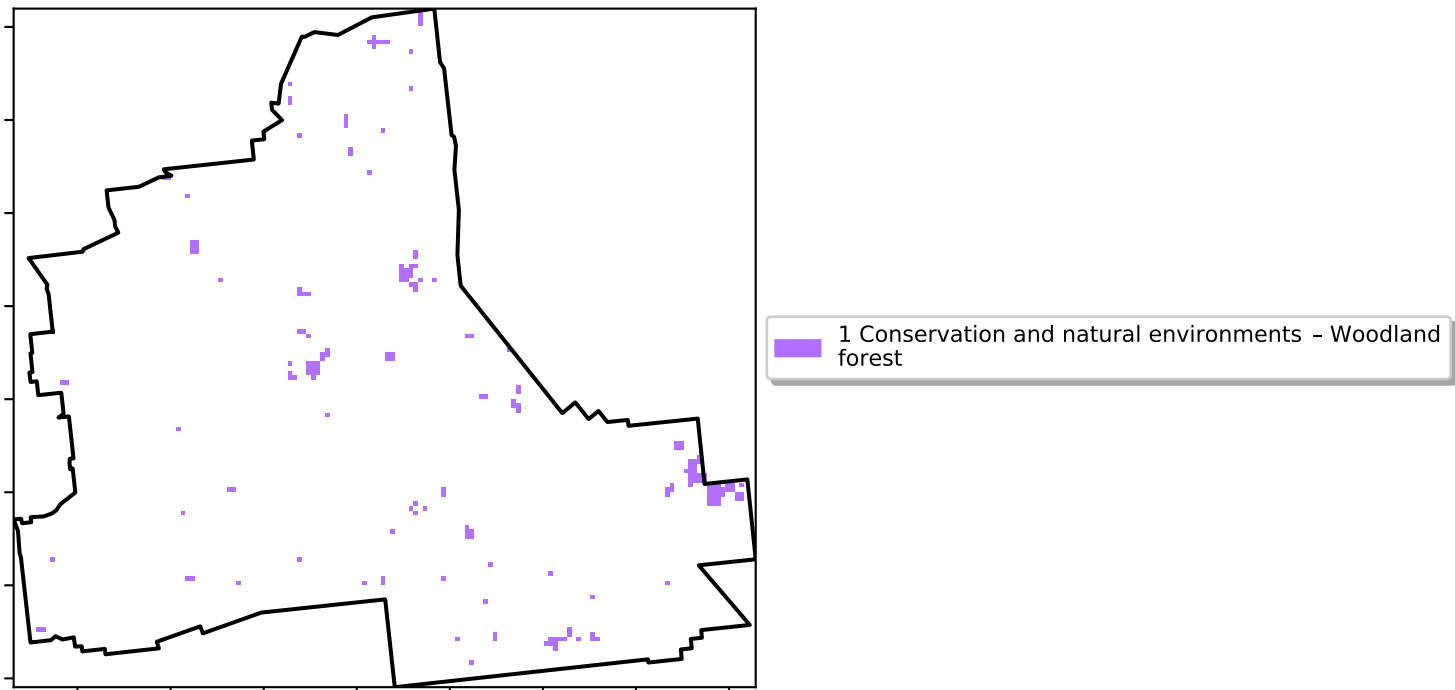 1 Conservation and natural environments – Woodland
forest